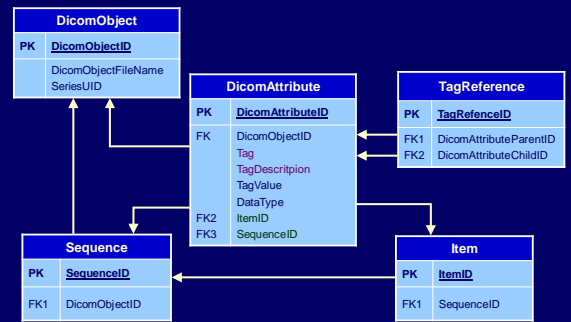 DicomObject
PK DicomObjectID
DicomObjectFileName
SeriesUID
DicomAttribute
PK DicomAttributeID
FK DicomObjectID
Tag
TagDescritpion
TagValue
DataType
FK2 ItemID
FK3 SequenceID
TagReference
PK TagRefenceID
FK1 DicomAttributeParentID
FK2 DicomAttributeChildID
Sequence
PK SequenceID
FK1 DicomObjectID
Item
PK ItemID
FK1 SequenceID